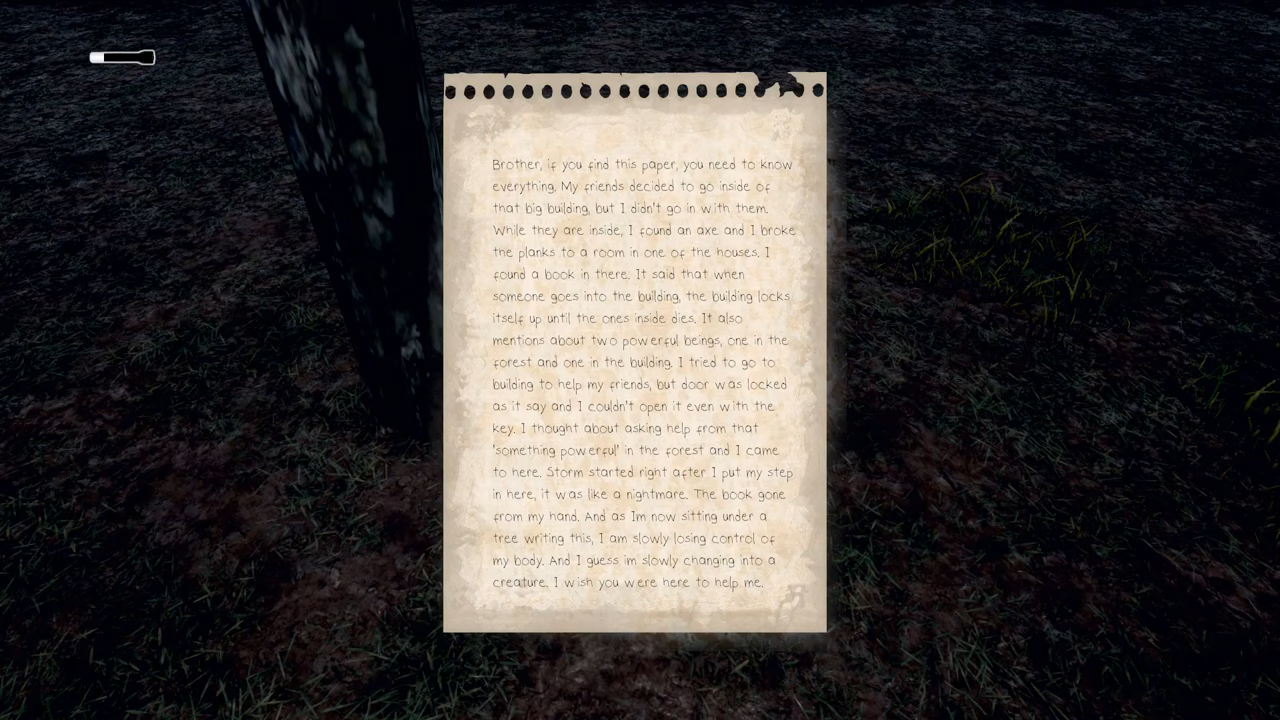 Brother, if you find this paper, you need to know
everything. My friends decided to go inside of
that big building, but I didn't go in with them.
While they are inside, I found an axe and I broke
the planks to a room in one of the houses. I
found a book in there. It said that when
someone goes into the building, the building locks
itself up until the ones inside dies. It also
mentions about two powerful beings, one in the
forest and one in the building. I tried to go to
building to help my friends, but door was locked
as it say and I couldn't open it even with the
key. I thought about asking help from that
'something powerful' in the forest and I came
to here. Storm started right after I put my step
in here, it was like a nightmare. The book gone
from my hand. And as Im now sitting under a
tree writing this, I am slowly losing control of
my body. And I guess im slowly changing into a
creature. I wish you were here to help me.